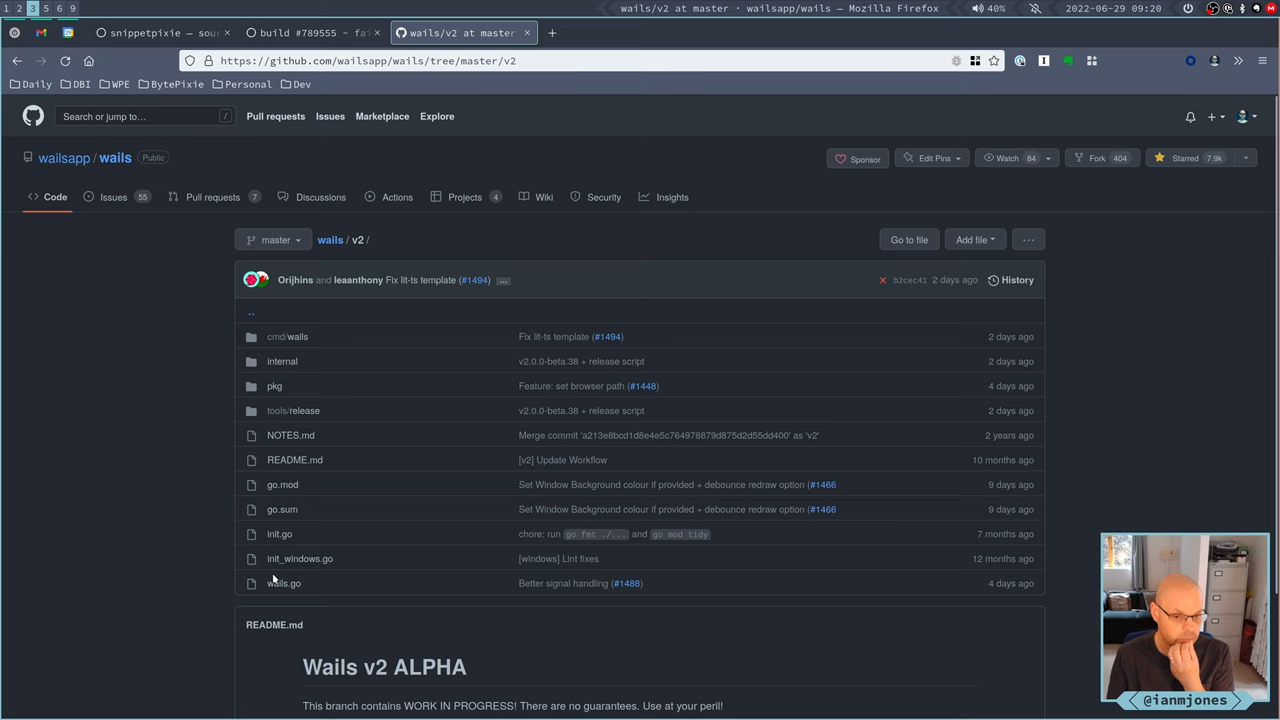 1 2 3 5 6 9
wails/v2 at master · wailsapp/wails — Mozilla Firefox
40% 2022-06-29 09:20
snippetpixie — sour × build #789555 - fai × wails/v2 at master · wailsapp ×
https://github.com/wailsapp/wails/tree/master/v2
Daily DBI WPE BytePixie Personal Dev
Search or jump to… / Pull requests Issues Marketplace Explore
wailsapp / wails Public Sponsor Edit Pins Watch 84 Fork 404 Starred 7.9k
Code Issues 55 Pull requests 7 Discussions Actions Projects 4 Wiki Security Insights
master wails / v2 / Go to file Add file ...
Orijhins and leaanthony Fix lit-ts template (#1494) … b2cec41 2 days ago History
..
cmd/wails Fix lit-ts template (#1494) 2 days ago
internal v2.0.0-beta.38 + release script 2 days ago
pkg Feature: set browser path (#1448) 4 days ago
tools/release v2.0.0-beta.38 + release script 2 days ago
NOTES.md Merge commit 'a213e8bcd1d8e4e5c764978879d875d2d55dd400' as 'v2' 2 years ago
README.md [v2] Update Workflow 10 months ago
go.mod Set Window Background colour if provided + debounce redraw option (#1466 9 days ago
go.sum Set Window Background colour if provided + debounce redraw option (#1466 9 days ago
init.go chore: run go fmt ./... and go mod tidy 7 months ago
init_windows.go [windows] Lint fixes 12 months ago
wails.go Better signal handling (#1488) 4 days ago
README.md
Wails v2 ALPHA
This branch contains WORK IN PROGRESS! There are no guarantees. Use at your peril!
@ianmjones